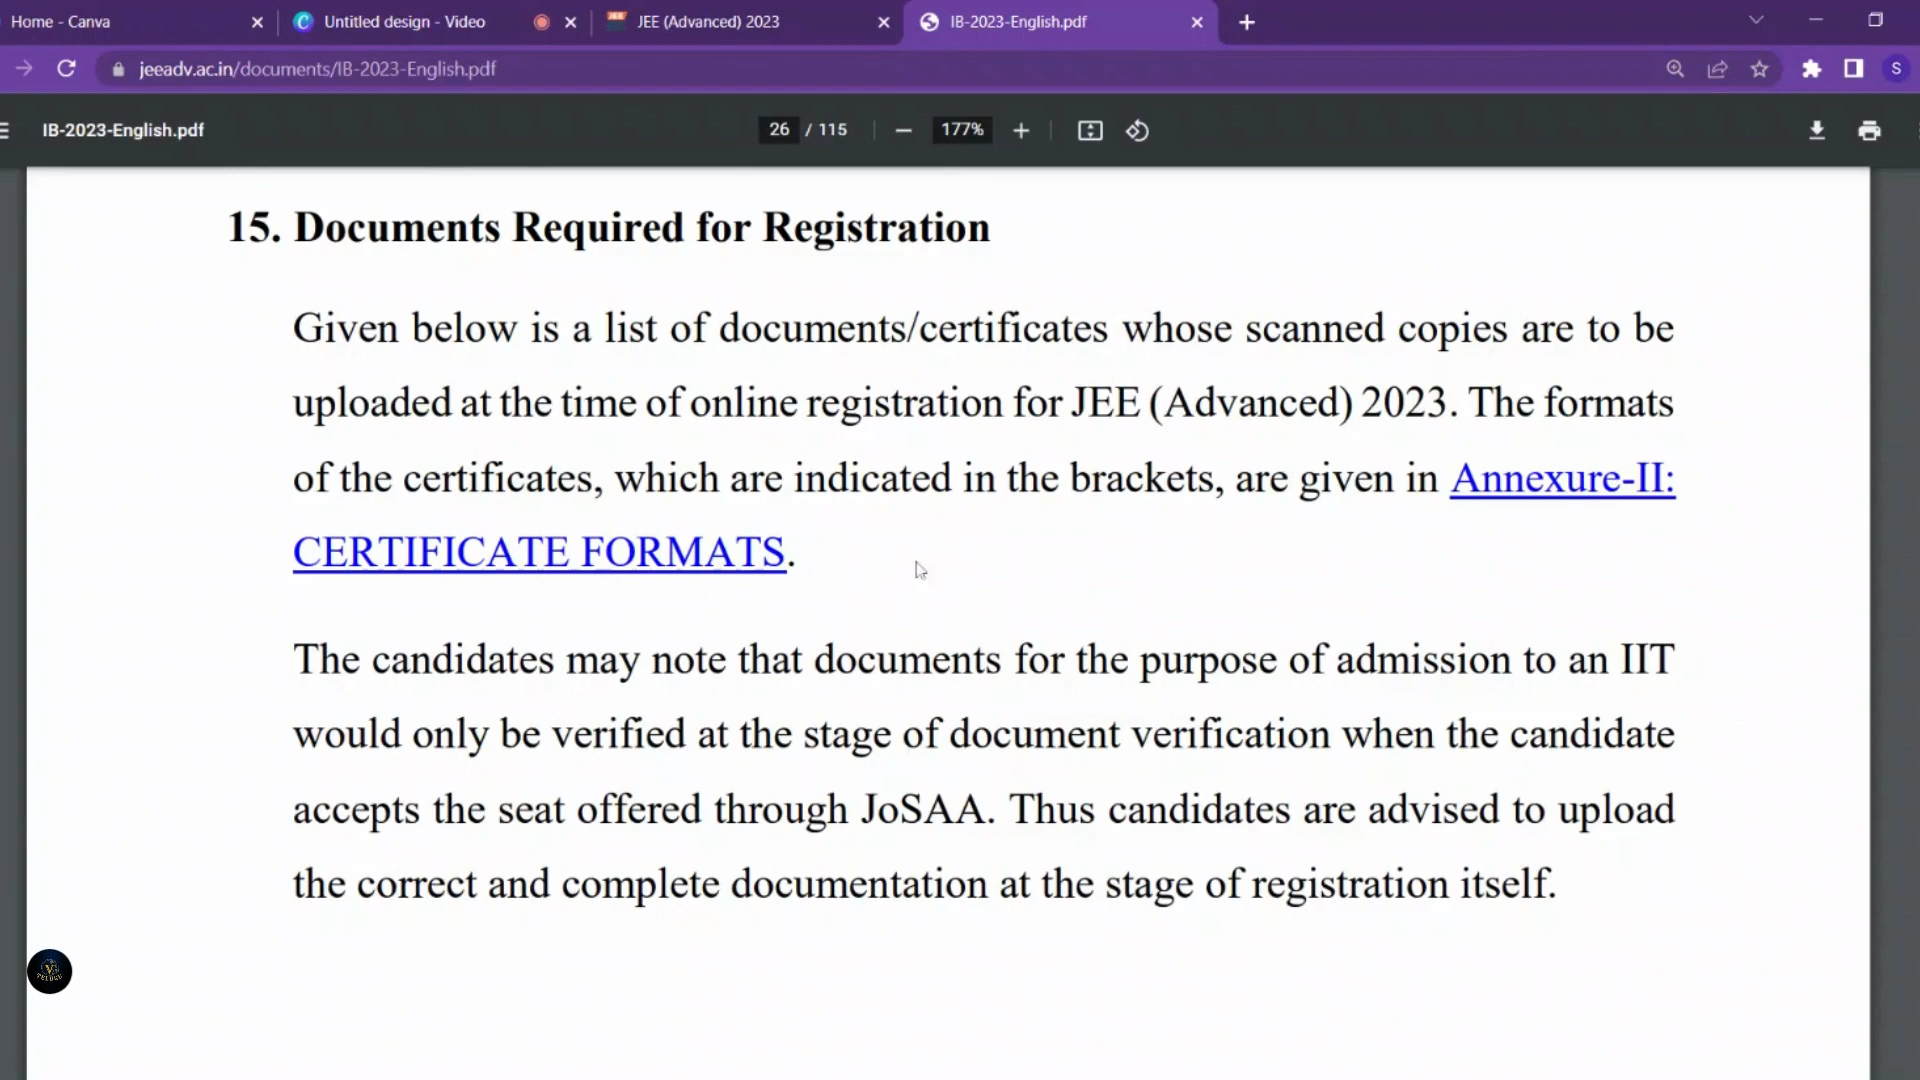 Home - Canva
Untitled design - Video
JEE (Advanced) 2023
IB-2023-English.pdf
jeeadv.ac.in/documents/IB-2023-English.pdf
S
IB-2023-English.pdf
26 / 115
177%
15. Documents Required for Registration
Given below is a list of documents/certificates whose scanned copies are to be
uploaded at the time of online registration for JEE (Advanced) 2023. The formats
of the certificates, which are indicated in the brackets, are given in Annexure-II:
CERTIFICATE FORMATS.
The candidates may note that documents for the purpose of admission to an IIT
would only be verified at the stage of document verification when the candidate
accepts the seat offered through JoSAA. Thus candidates are advised to upload
the correct and complete documentation at the stage of registration itself.